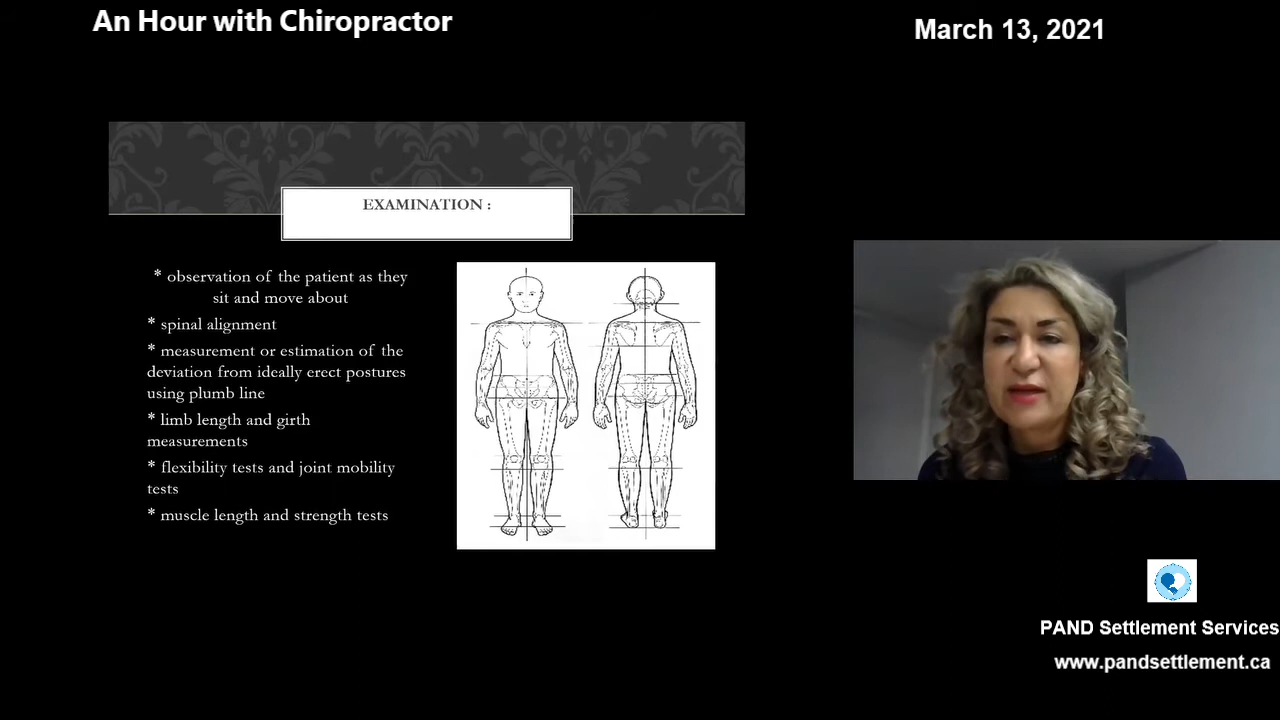 An Hour with Chiropractor
March 13, 2021
EXAMINATION :
* observation of the patient as they
sit and move about
* spinal alignment
* measurement or estimation of the
deviation from ideally erect postures
using plumb line
* limb length and girth
measurements
* flexibility tests and joint mobility
tests
* muscle length and strength tests
PAND Settlement Services
www.pandsettlement.ca